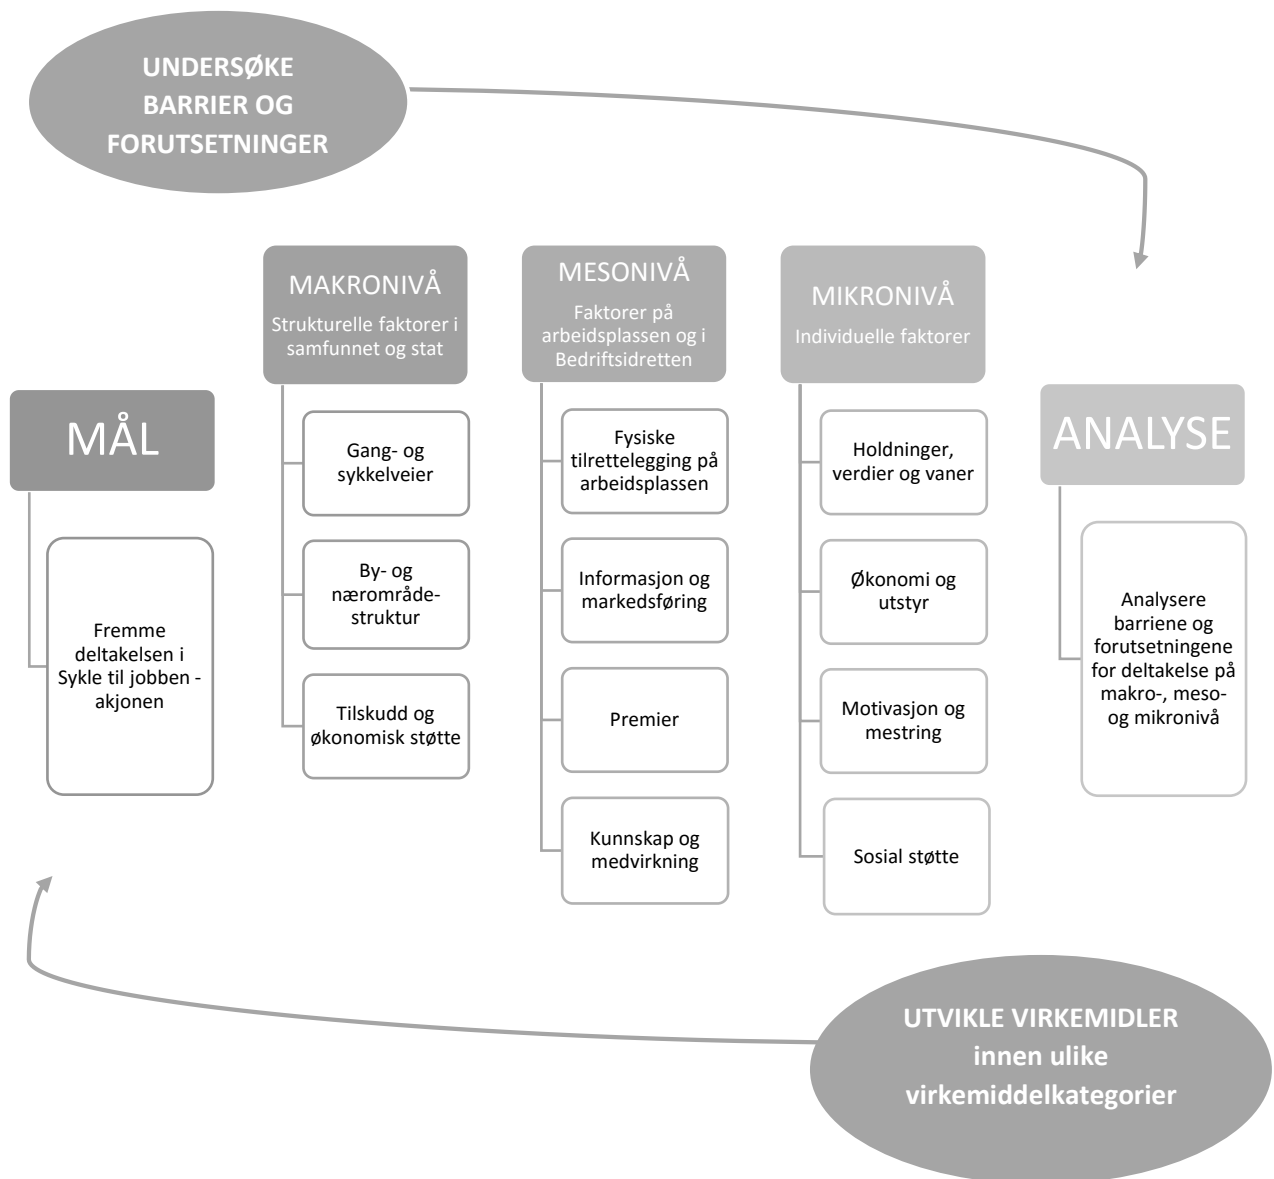 UNDERSØKE
BARRIER OG
FORUTSETNINGER
MÅL
Fremme
deltakelsen i
Sykle til jobben -
akjonen
MAKRONIVÅ
Strukturelle faktorer i
samfunnet og stat
Gang- og
sykkelveier
By- og
nærområde-
struktur
Tilskudd og
økonomisk støtte
MESONIVÅ
Faktorer på
arbeidsplassen og i
Bedriftsidretten
Fysiske
tilrettelegging på
arbeidsplassen
Informasjon og
markedsføring
Premier
Kunnskap og
medvirkning
MIKRONIVÅ
Individuelle faktorer
Holdninger,
verdier og vaner
Økonomi og
utstyr
Motivasjon og
mestring
Sosial støtte
ANALYSE
Analysere
barriene og
forutsetningene
for deltakelse på
makro-, meso-
og mikronivå
UTVIKLE VIRKEMIDLER
innen ulike
virkemiddelkategorier